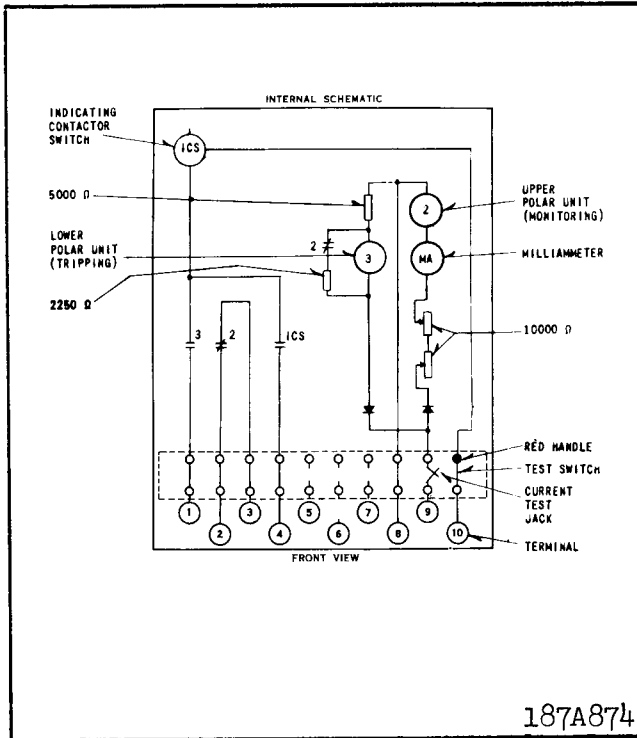 INTERNAL SCHEMATIC
INDICATING
CONTACTOR
SWITCH
ICS
5000 Ω
UPPER
POLAR UNIT
(MONITORING)
2
LOWER
POLAR UNIT
(TRIPPING)
2
3
MA
MILLIAMMETER
2250 Ω
10000 Ω
3
2
ICS
RED HANDLE
TEST SWITCH
CURRENT
TEST
JACK
1
3
5
7
9
2
4
6
8
10
TERMINAL
FRONT VIEW
187A874